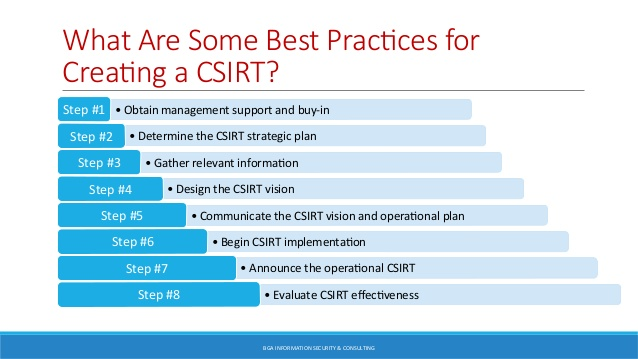 What Are Some Best Practices for
Creating a CSIRT?
Step #1 • Obtain management support and buy-in
Step #2 • Determine the CSIRT strategic plan
Step #3 • Gather relevant information
Step #4 • Design the CSIRT vision
Step #5 • Communicate the CSIRT vision and operational plan
Step #6 • Begin CSIRT implementation
Step #7 • Announce the operational CSIRT
Step #8 • Evaluate CSIRT effectiveness
BGA INFORMATION SECURITY & CONSULTING